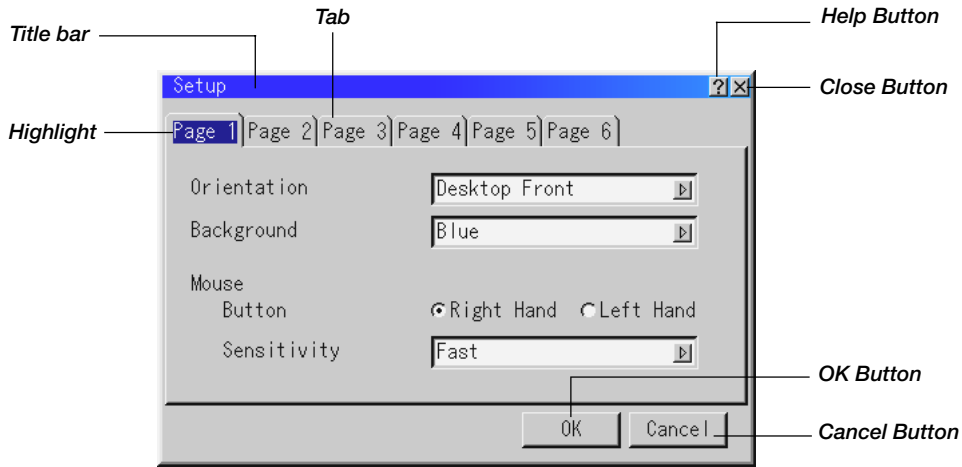 Tab
Help Button
Title bar
Setup
? ×
Close Button
Highlight
Page 1 Page 2 Page 3 Page 4 Page 5 Page 6
Orientation Desktop Front
Background Blue
Mouse
Button Right Hand Left Hand
Sensitivity Fast
OK Button
OK Cancel
Cancel Button